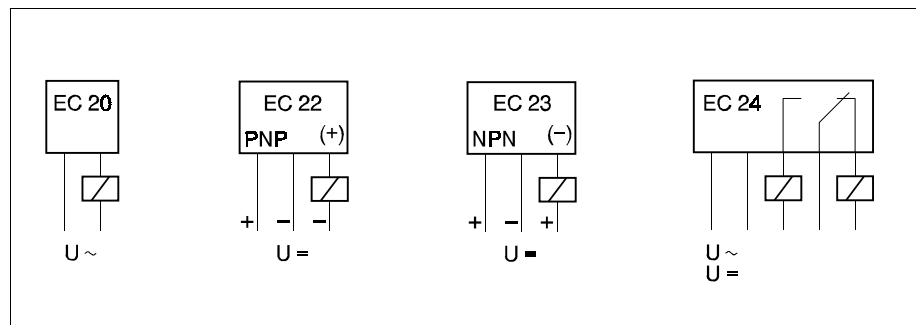 EC 20
U ~
EC 22
PNP (+)
+ − −
U =
EC 23
NPN (−)
+ − +
U =
EC 24
U ~
U =